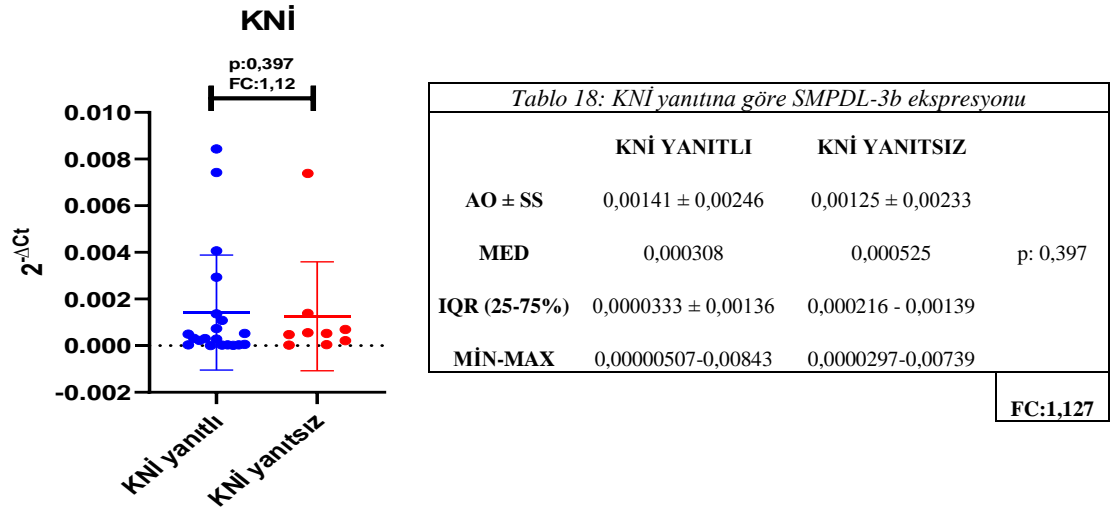 KNİ
p:0,397
FC:1,12
0.010
0.008
0.006
0.004
0.002
0.000
-0.002
2^-ΔCt
KNİ yanıtlı
KNİ yanıtsız
Tablo 18: KNİ yanıtına göre SMPDL-3b ekspresyonu
KNİ YANITLI KNİ YANITSIZ
AO ± SS 0,00141 ± 0,00246 0,00125 ± 0,00233
MED 0,000308 0,000525 p: 0,397
IQR (25-75%) 0,0000333 ± 0,00136 0,000216 - 0,00139
MİN-MAX 0,00000507-0,00843 0,0000297-0,00739
FC:1,127